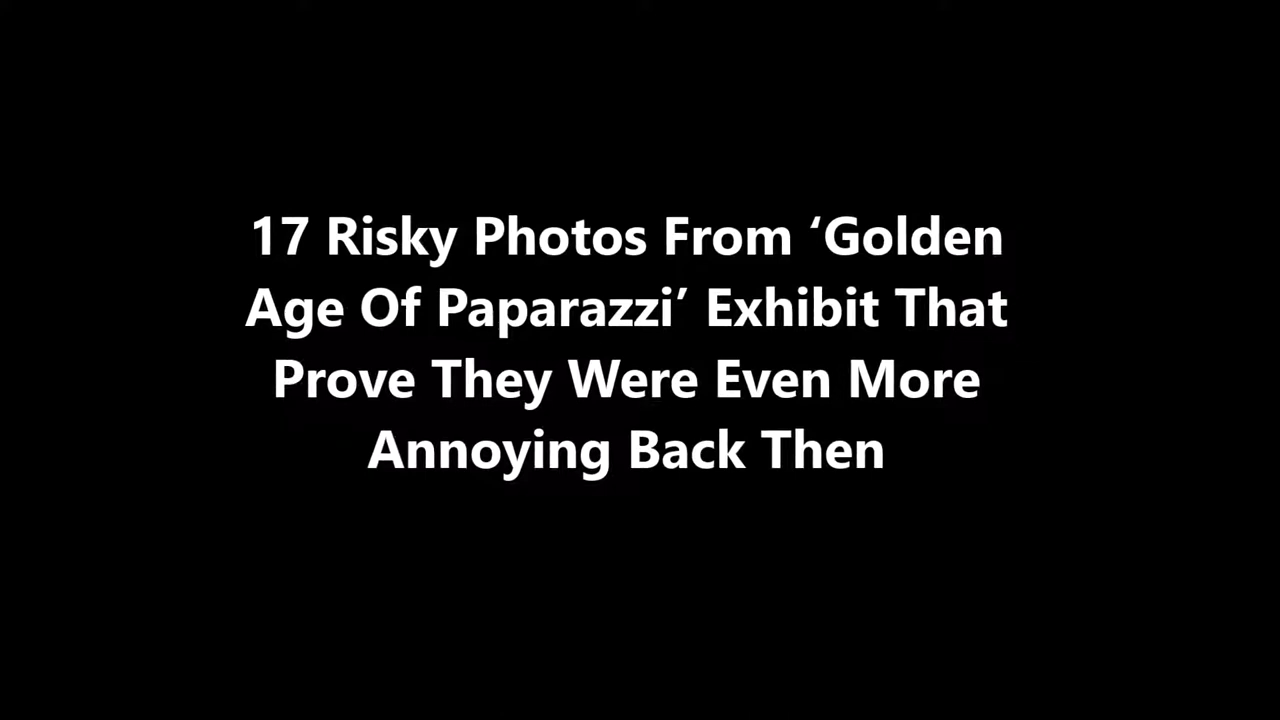 17 Risky Photos From ‘Golden
Age Of Paparazzi’ Exhibit That
Prove They Were Even More
Annoying Back Then